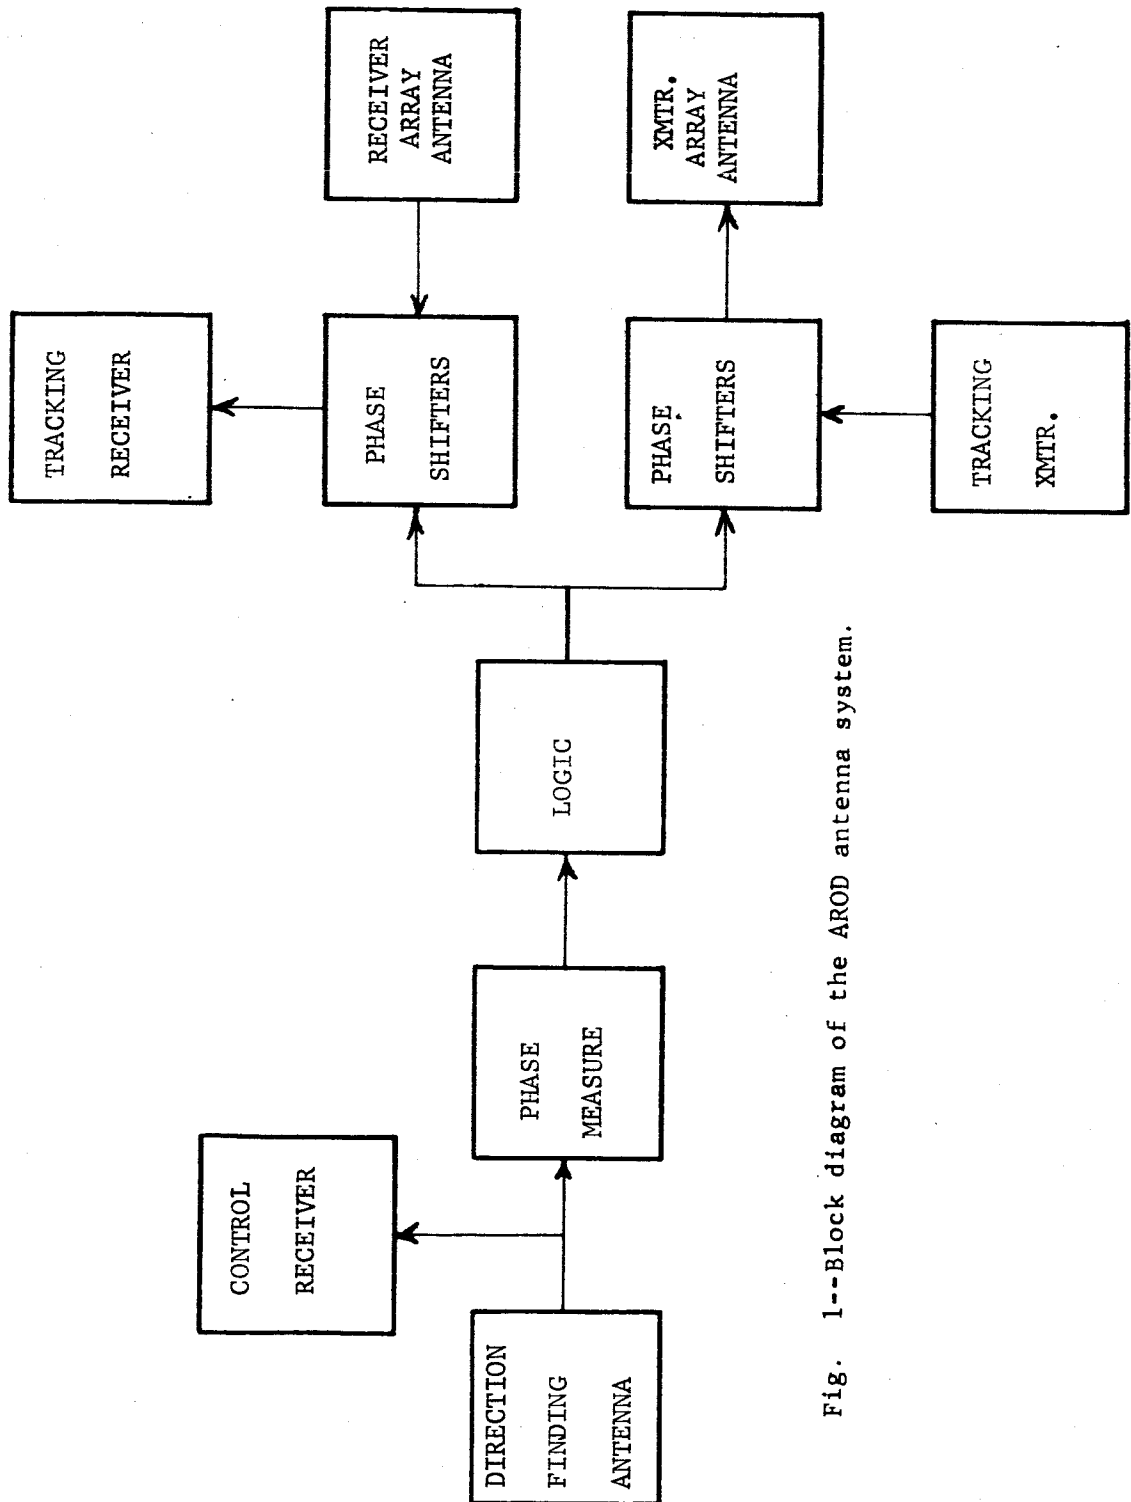 TRACKING
RECEIVER
RECEIVER
ARRAY
ANTENNA
PHASE
SHIFTERS
CONTROL
RECEIVER
DIRECTION
FINDING
ANTENNA
PHASE
MEASURE
LOGIC
PHASE
SHIFTERS
XMTR.
ARRAY
ANTENNA
TRACKING
XMTR.
Fig. 1--Block diagram of the AROD antenna system.